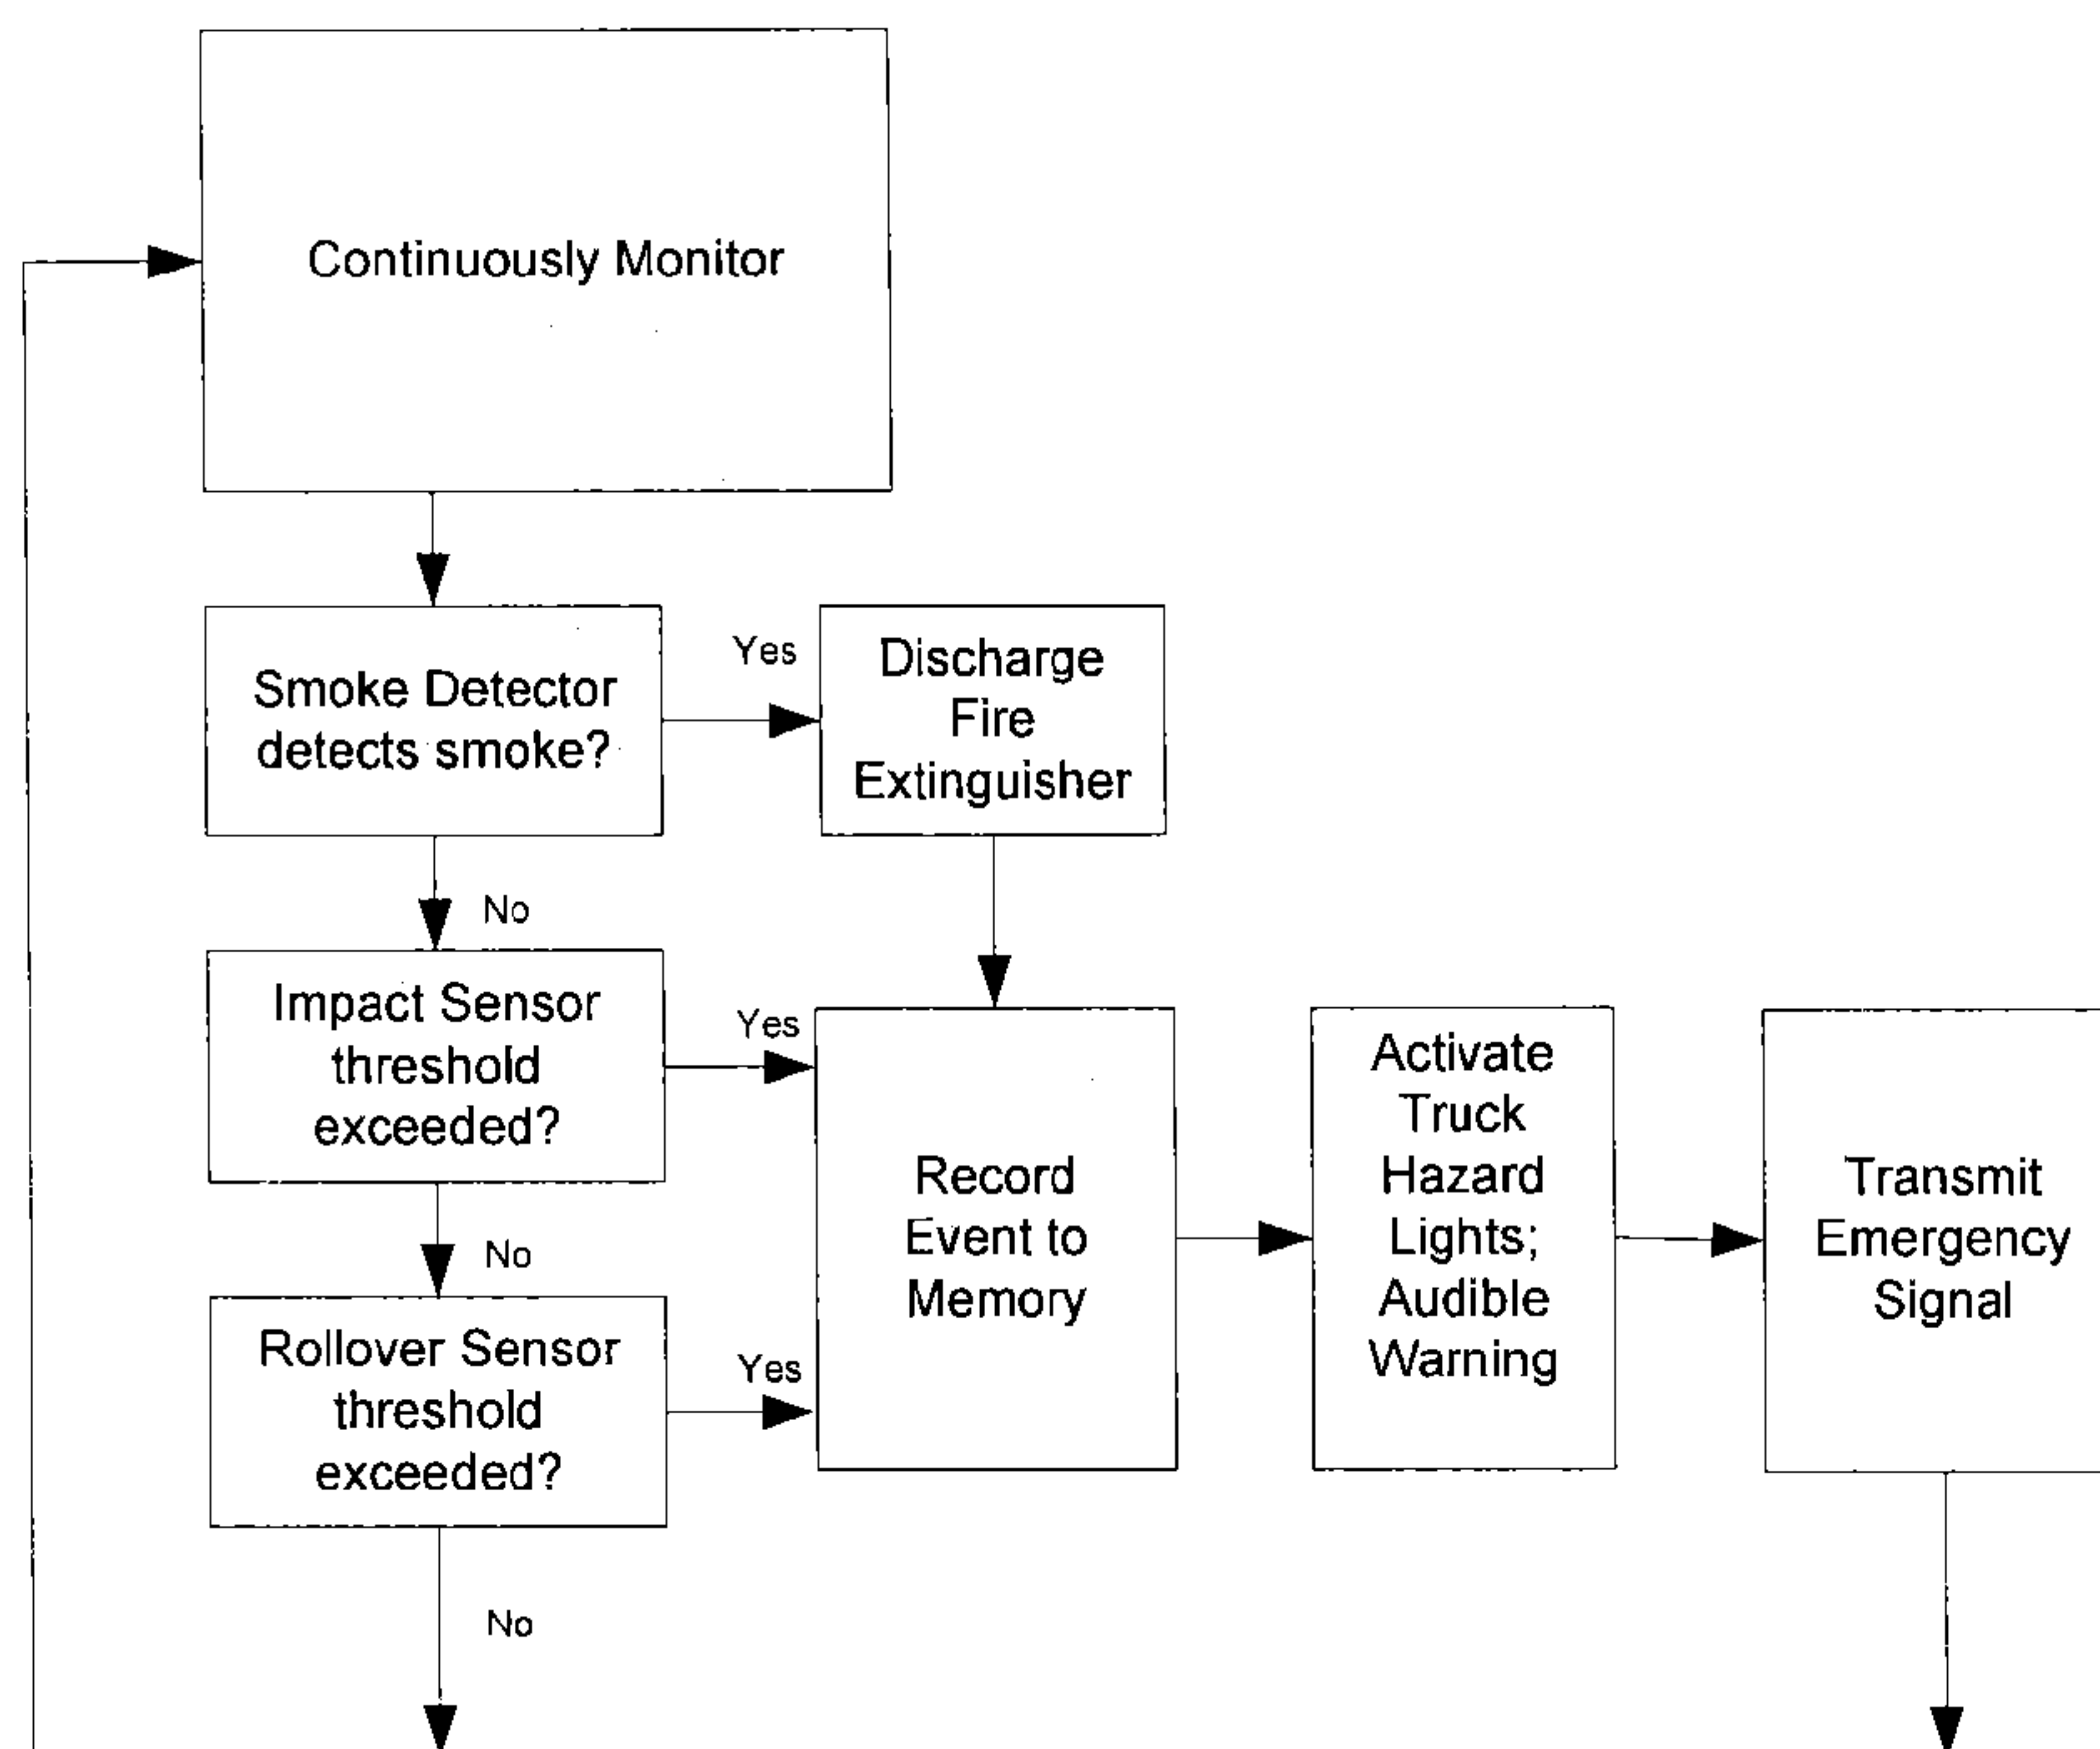 Continuously Monitor
Smoke Detector
detects smoke?
Yes
Discharge
Fire
Extinguisher
No
Impact Sensor
threshold
exceeded?
Yes
Record
Event to
Memory
Activate
Truck
Hazard
Lights;
Audible
Warning
Transmit
Emergency
Signal
No
Rollover Sensor
threshold
exceeded?
Yes
No